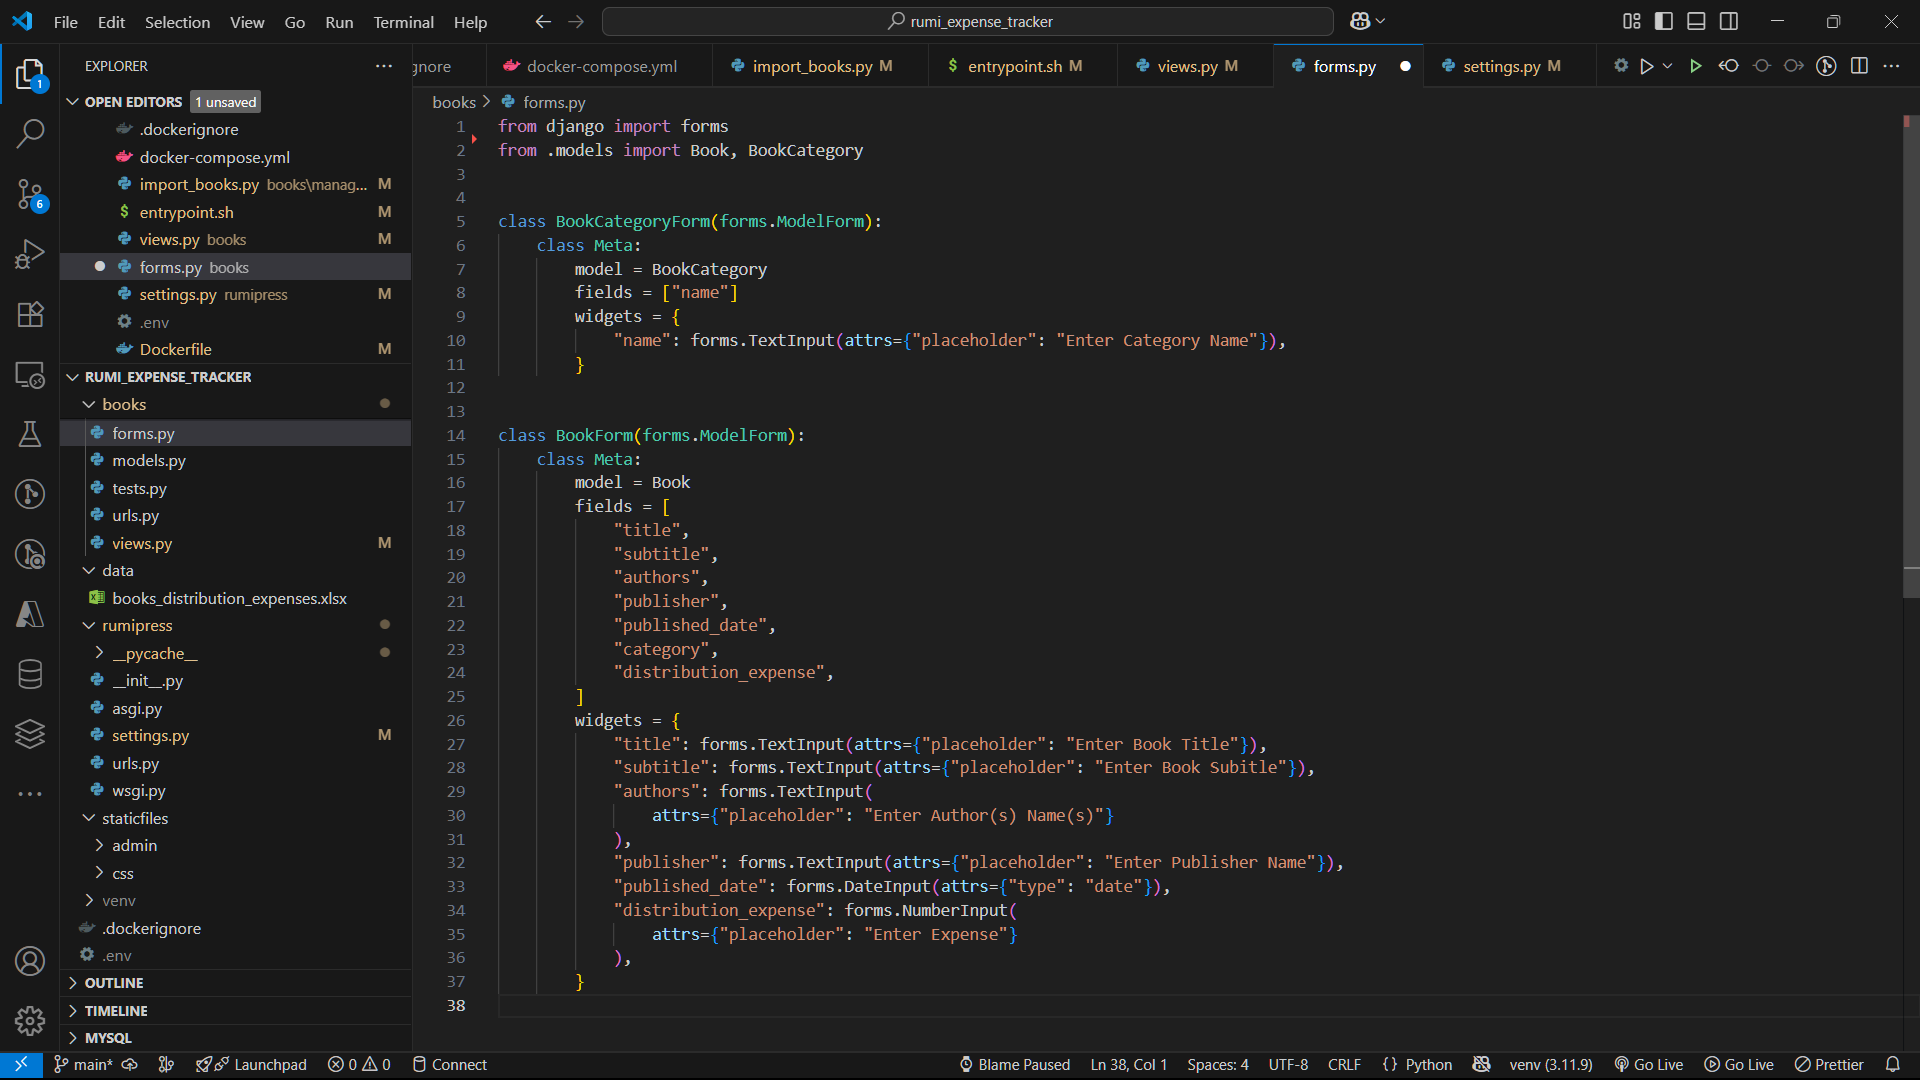 File Edit Selection View Go Run Terminal Help
rumi_expense_tracker
EXPLORER
OPEN EDITORS 1 unsaved
.dockerignore
docker-compose.yml
import_books.py books\manag... M
entrypoint.sh M
views.py books M
forms.py books
settings.py rumipress M
.env
Dockerfile M
RUMI_EXPENSE_TRACKER
books
forms.py
models.py
tests.py
urls.py
views.py M
data
books_distribution_expenses.xlsx
rumipress
__pycache__
__init__.py
asgi.py
settings.py M
urls.py
wsgi.py
staticfiles
admin
css
venv
.dockerignore
.env
OUTLINE
TIMELINE
MYSQL
1
6
gnore docker-compose.yml import_books.py M entrypoint.sh M views.py M forms.py settings.py M
books > forms.py
1 from django import forms
2 from .models import Book, BookCategory
3
4
5 class BookCategoryForm(forms.ModelForm):
6 class Meta:
7 model = BookCategory
8 fields = ["name"]
9 widgets = {
10 "name": forms.TextInput(attrs={"placeholder": "Enter Category Name"}),
11 }
12
13
14 class BookForm(forms.ModelForm):
15 class Meta:
16 model = Book
17 fields = [
18 "title",
19 "subtitle",
20 "authors",
21 "publisher",
22 "published_date",
23 "category",
24 "distribution_expense",
25 ]
26 widgets = {
27 "title": forms.TextInput(attrs={"placeholder": "Enter Book Title"}),
28 "subtitle": forms.TextInput(attrs={"placeholder": "Enter Book Subitle"}),
29 "authors": forms.TextInput(
30 attrs={"placeholder": "Enter Author(s) Name(s)"}
31 ),
32 "publisher": forms.TextInput(attrs={"placeholder": "Enter Publisher Name"}),
33 "published_date": forms.DateInput(attrs={"type": "date"}),
34 "distribution_expense": forms.NumberInput(
35 attrs={"placeholder": "Enter Expense"}
36 ),
37 }
38
main* Launchpad 0 0 Connect Blame Paused Ln 38, Col 1 Spaces: 4 UTF-8 CRLF {} Python venv (3.11.9) Go Live Go Live Prettier